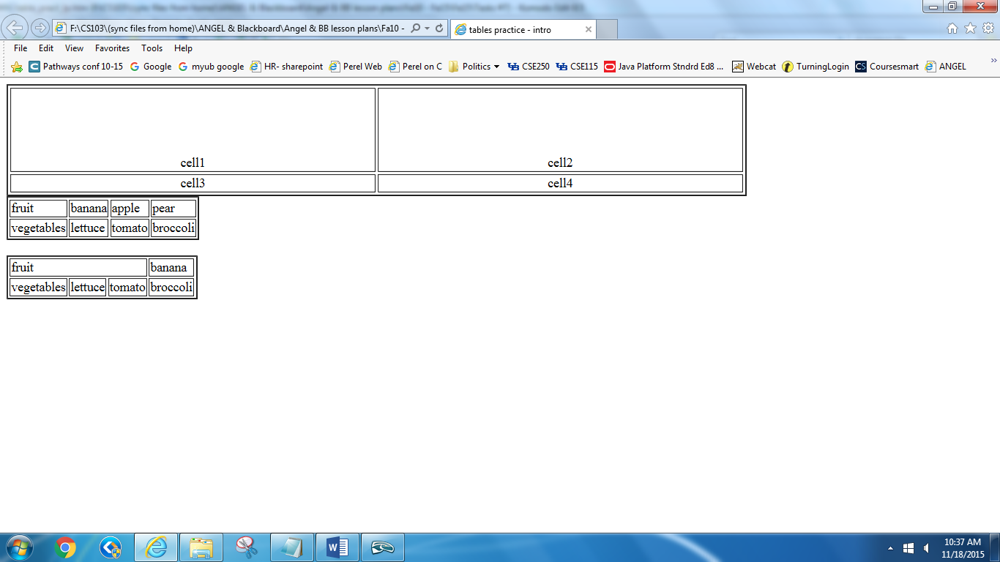 F:\CS103\(sync files from home)\ANGEL & Blackboard\Angel & BB lesson plans\Fa10 - tables practice - intro
File Edit View Favorites Tools Help
Pathways conf 10-15 Google myub google HR- sharepoint Perel Web Perel on C Politics CSE250 CSE115 Java Platform Stndrd Ed8 ... Webcat TurningLogin CS Coursesmart ANGEL
cell1 cell2
cell3 cell4
fruit banana apple pear
vegetables lettuce tomato broccoli
fruit banana
vegetables lettuce tomato broccoli
10:37 AM
11/18/2015